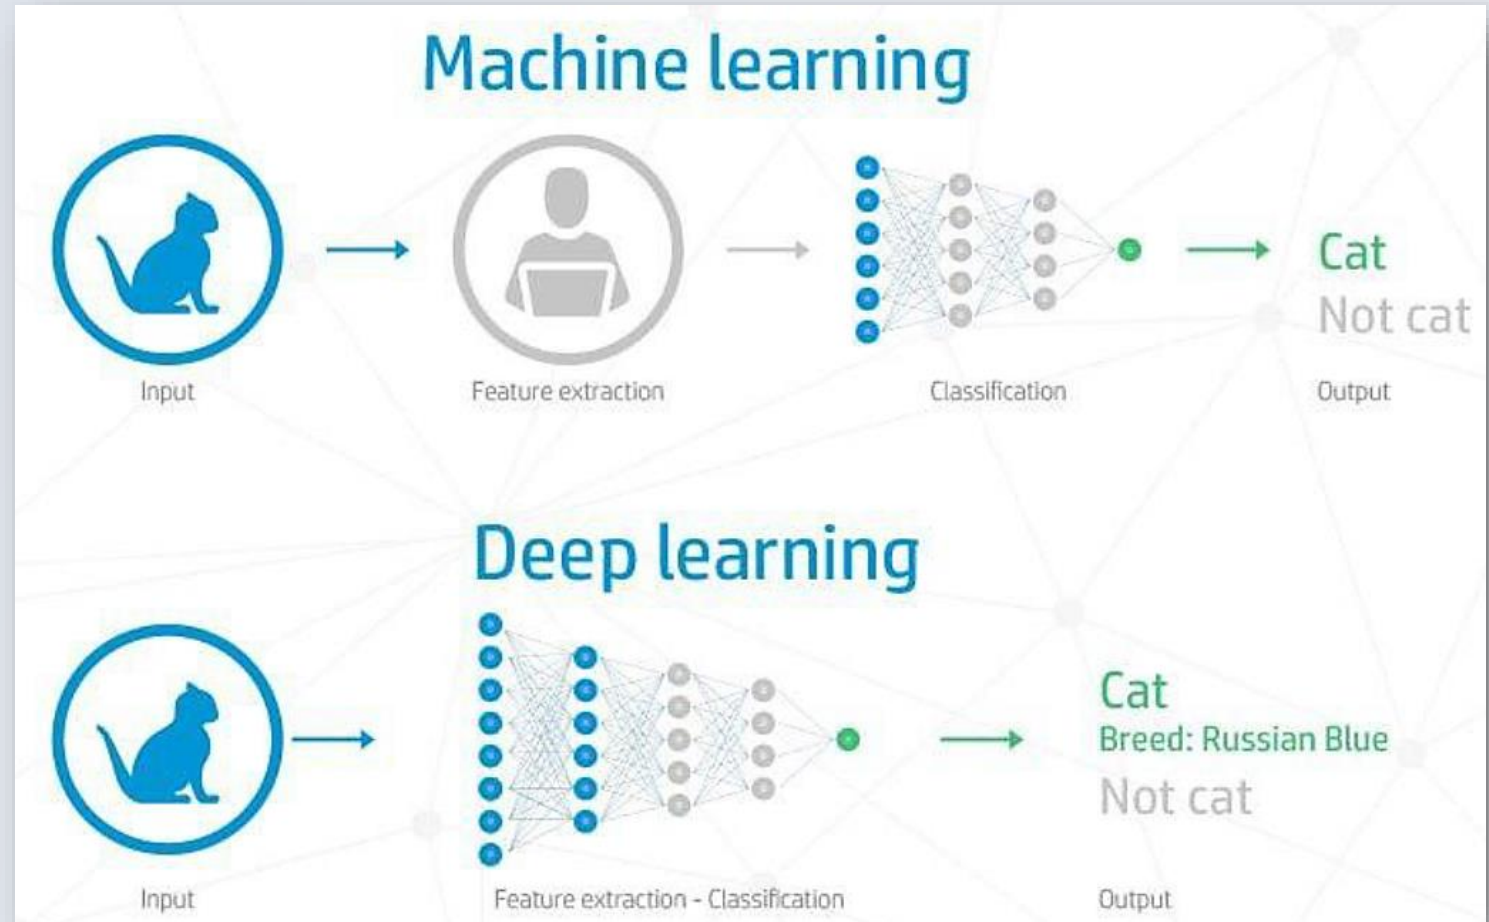 Machine learning
Cat
Not cat
Input
Feature extraction
Classification
Output
Deep learning
Cat
Breed: Russian Blue
Not cat
Input
Feature extraction - Classification
Output